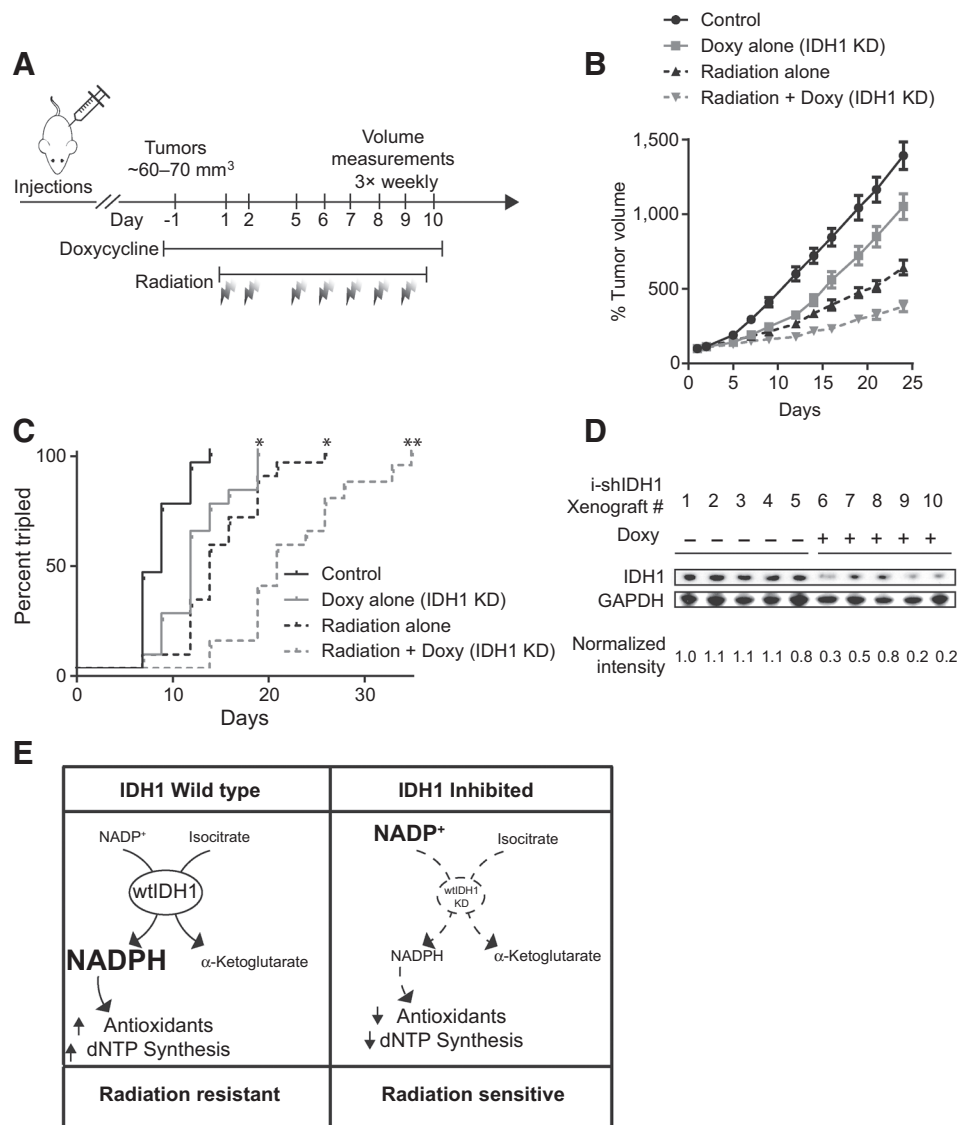 A
Injections
Tumors
~60–70 mm³
Volume
measurements
3× weekly
Day -1 1 2 5 6 7 8 9 10
Doxycycline
Radiation
B
Control
Doxy alone (IDH1 KD)
Radiation alone
Radiation + Doxy (IDH1 KD)
% Tumor volume
1,500
1,000
500
0
0 5 10 15 20 25
Days
C
Percent tripled
100
50
0
Control
Doxy alone (IDH1 KD)
Radiation alone
Radiation + Doxy (IDH1 KD)
* * **
0 10 20 30
Days
D
i-shIDH1
Xenograft # 1 2 3 4 5 6 7 8 9 10
Doxy – – – – – + + + + +
IDH1
GAPDH
Normalized
intensity
1.0 1.1 1.1 1.1 0.8 0.3 0.5 0.8 0.2 0.2
E
IDH1 Wild type
NADP⁺ Isocitrate
wtIDH1
NADPH α-Ketoglutarate
Antioxidants
dNTP Synthesis
Radiation resistant
IDH1 Inhibited
NADP⁺ Isocitrate
wtIDH1
KD
NADPH α-Ketoglutarate
Antioxidants
dNTP Synthesis
Radiation sensitive